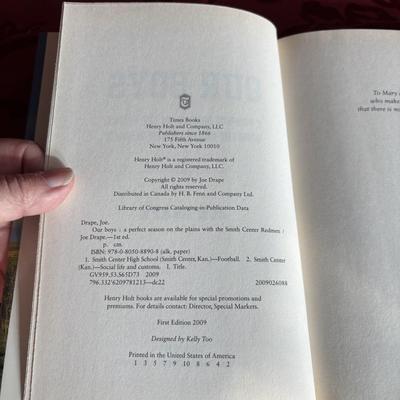 Times Books
Henry Holt and Company, LLC
Publishers since 1866
175 Fifth Avenue
New York, New York 10010
Henry Holt® is a registered trademark of
Henry Holt and Company, LLC.
Copyright © 2009 by Joe Drape
All rights reserved.
Distributed in Canada by H. B. Fenn and Company Ltd.
Library of Congress Cataloging-in-Publication Data
Drape, Joe.
Our boys : a perfect season on the plains with the Smith Center Redmen /
Joe Drape.—1st ed.
p. cm.
ISBN: 978-0-8050-8890-8 (alk. paper)
1. Smith Center High School (Smith Center, Kan.)—Football. 2. Smith Center
(Kan.)—Social life and customs. I. Title.
GV959.53.S65D73 2009
796.332'6209781213—dc22 2009026088
Henry Holt books are available for special promotions and
premiums. For details contact: Director, Special Markets.
First Edition 2009
Designed by Kelly Too
Printed in the United States of America
1 3 5 7 9 10 8 6 4 2
To Mary
who make
that there is no